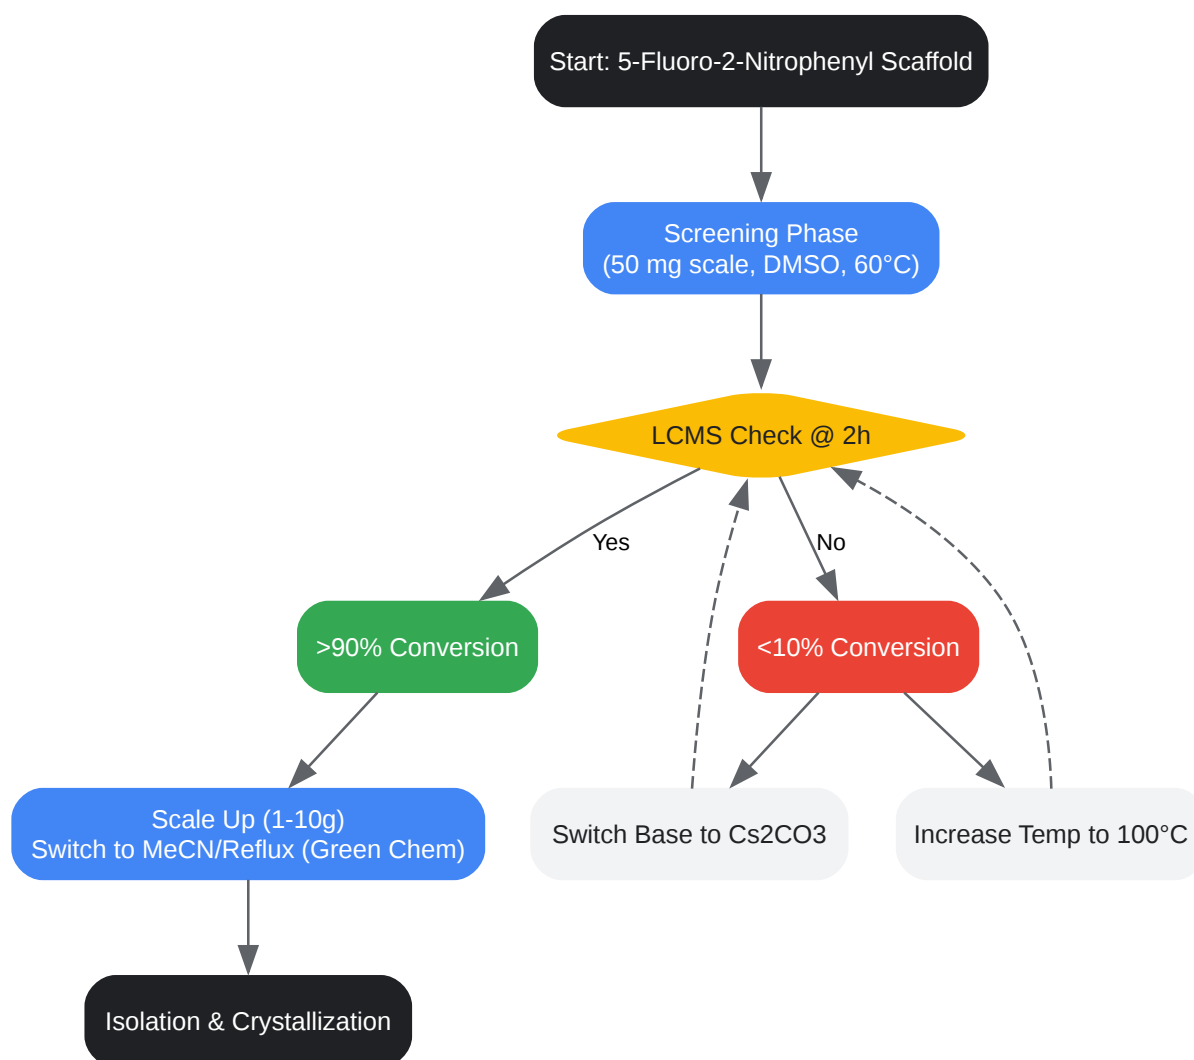 Start: 5-Fluoro-2-Nitrophenyl Scaffold
Screening Phase
(50 mg scale, DMSO, 60°C)
LCMS Check @ 2h
Yes
No
>90% Conversion
<10% Conversion
Scale Up (1-10g)
Switch to MeCN/Reflux (Green Chem)
Switch Base to Cs2CO3
Increase Temp to 100°C
Isolation & Crystallization